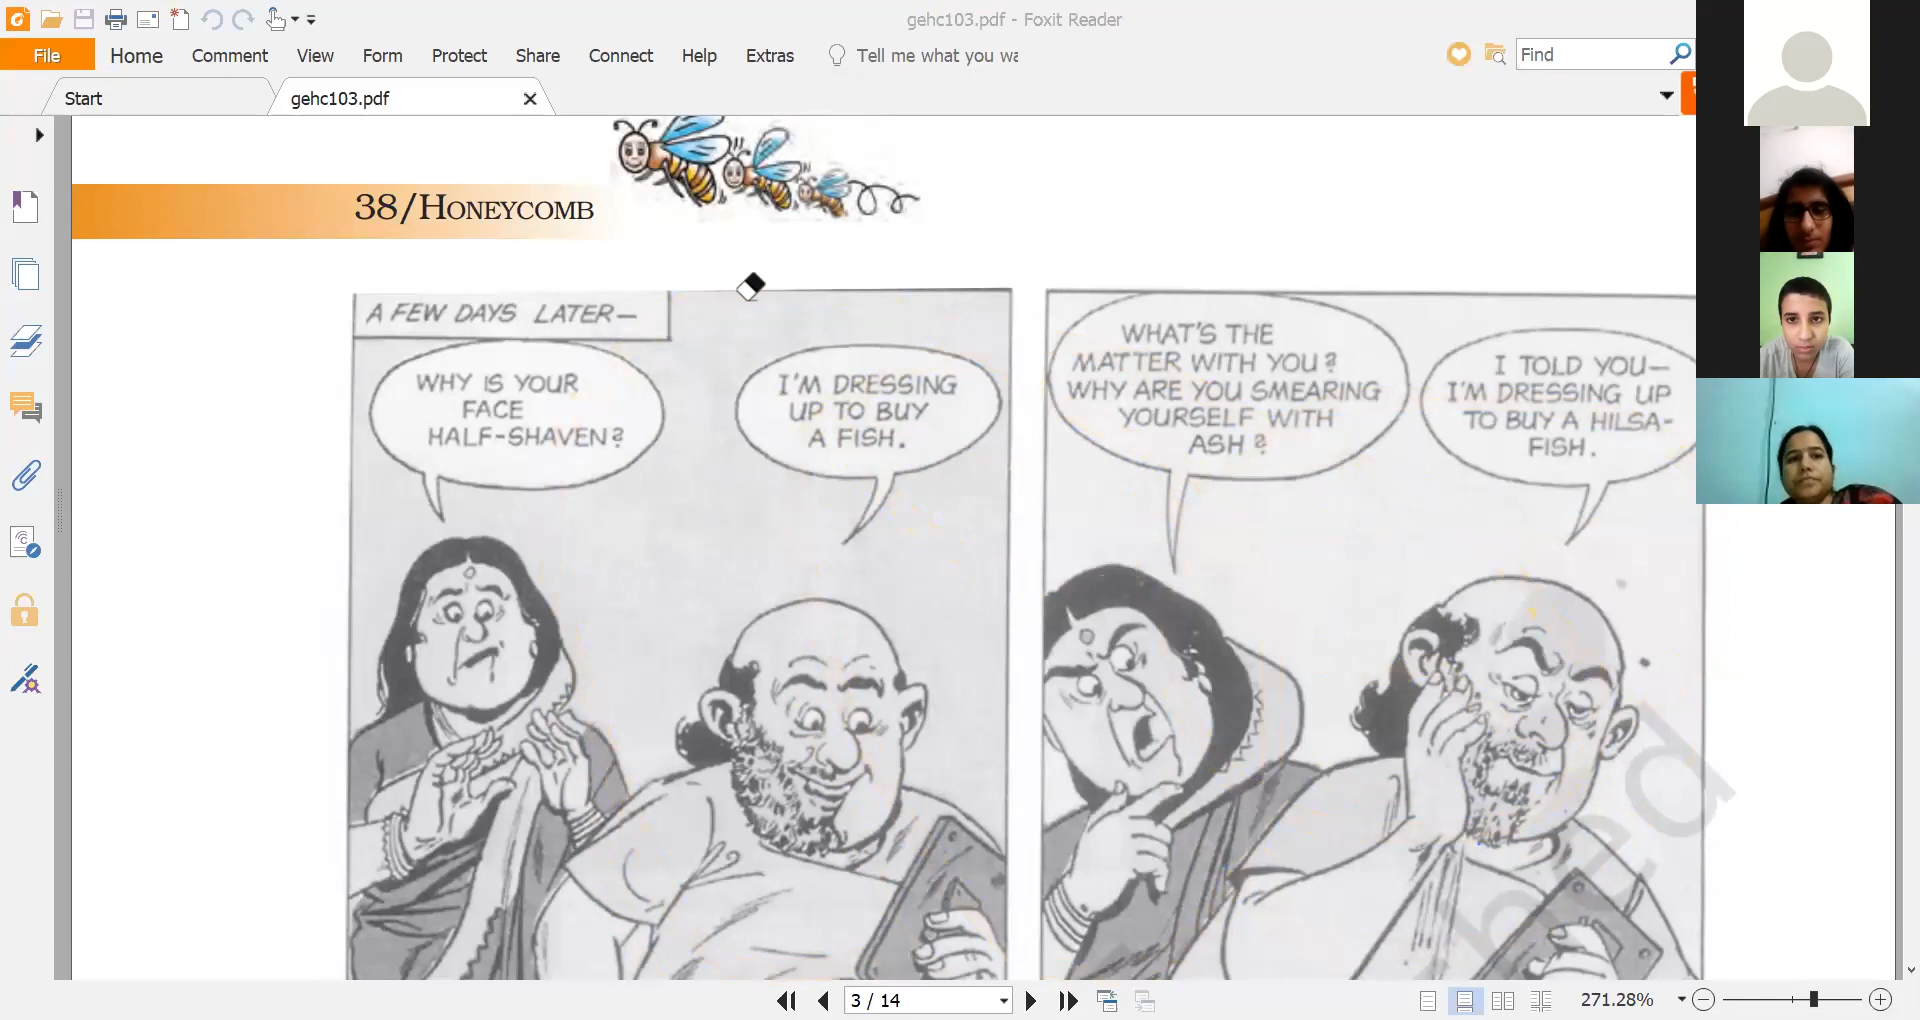 gehc103.pdf - Foxit Reader
File Home Comment View Form Protect Share Connect Help Extras Tell me what you wa
Find
Start gehc103.pdf
38/HONEYCOMB
A FEW DAYS LATER—
WHY IS YOUR
FACE
HALF-SHAVEN?
I'M DRESSING
UP TO BUY
A FISH.
WHAT'S THE
MATTER WITH YOU?
WHY ARE YOU SMEARING
YOURSELF WITH
ASH?
I TOLD YOU—
I'M DRESSING UP
TO BUY A HILSA-
FISH.
3 / 14
271.28%